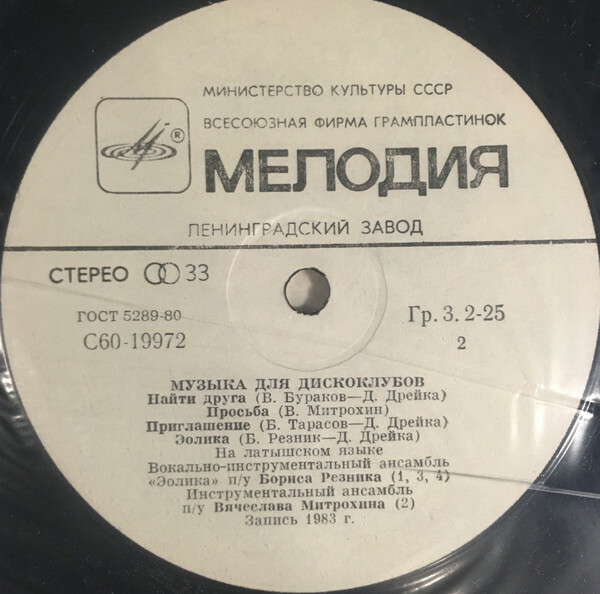 МИНИСТЕРСТВО КУЛЬТУРЫ СССР
ВСЕСОЮЗНАЯ ФИРМА ГРАМПЛАСТИНОК
®
МЕЛОДИЯ
ЛЕНИНГРАДСКИЙ ЗАВОД
СТЕРЕО 33
ГОСТ 5289-80
Гр. 3. 2-25
С60-19972
2
МУЗЫКА ДЛЯ ДИСКОКЛУБОВ
Найти друга (В. Бураков—Д. Дрейка)
Просьба (В. Митрохин)
Приглашение (Б. Тарасов—Д. Дрейка)
Эолика (Б. Резник—Д. Дрейка)
На латышском языке
Вокально-инструментальный ансамбль
«Эолика» п/у Бориса Резника (1, 3, 4)
Инструментальный ансамбль
п/у Вячеслава Митрохина (2)
Запись 1983 г.